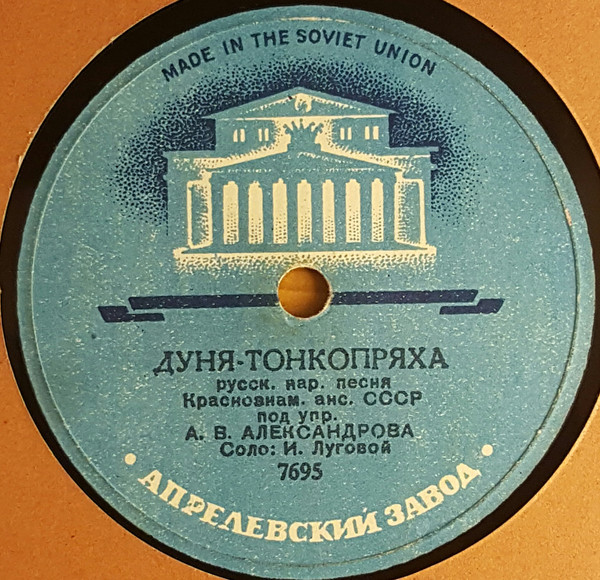 MADE IN THE SOVIET UNION
ДУНЯ-ТОНКОПРЯХА
русск. нар. песня
Краснознам. анс. СССР
под упр.
А. В. АЛЕКСАНДРОВА
Соло: И. Луговой
7695
• АПРЕЛЕВСКИЙ ЗАВОД •